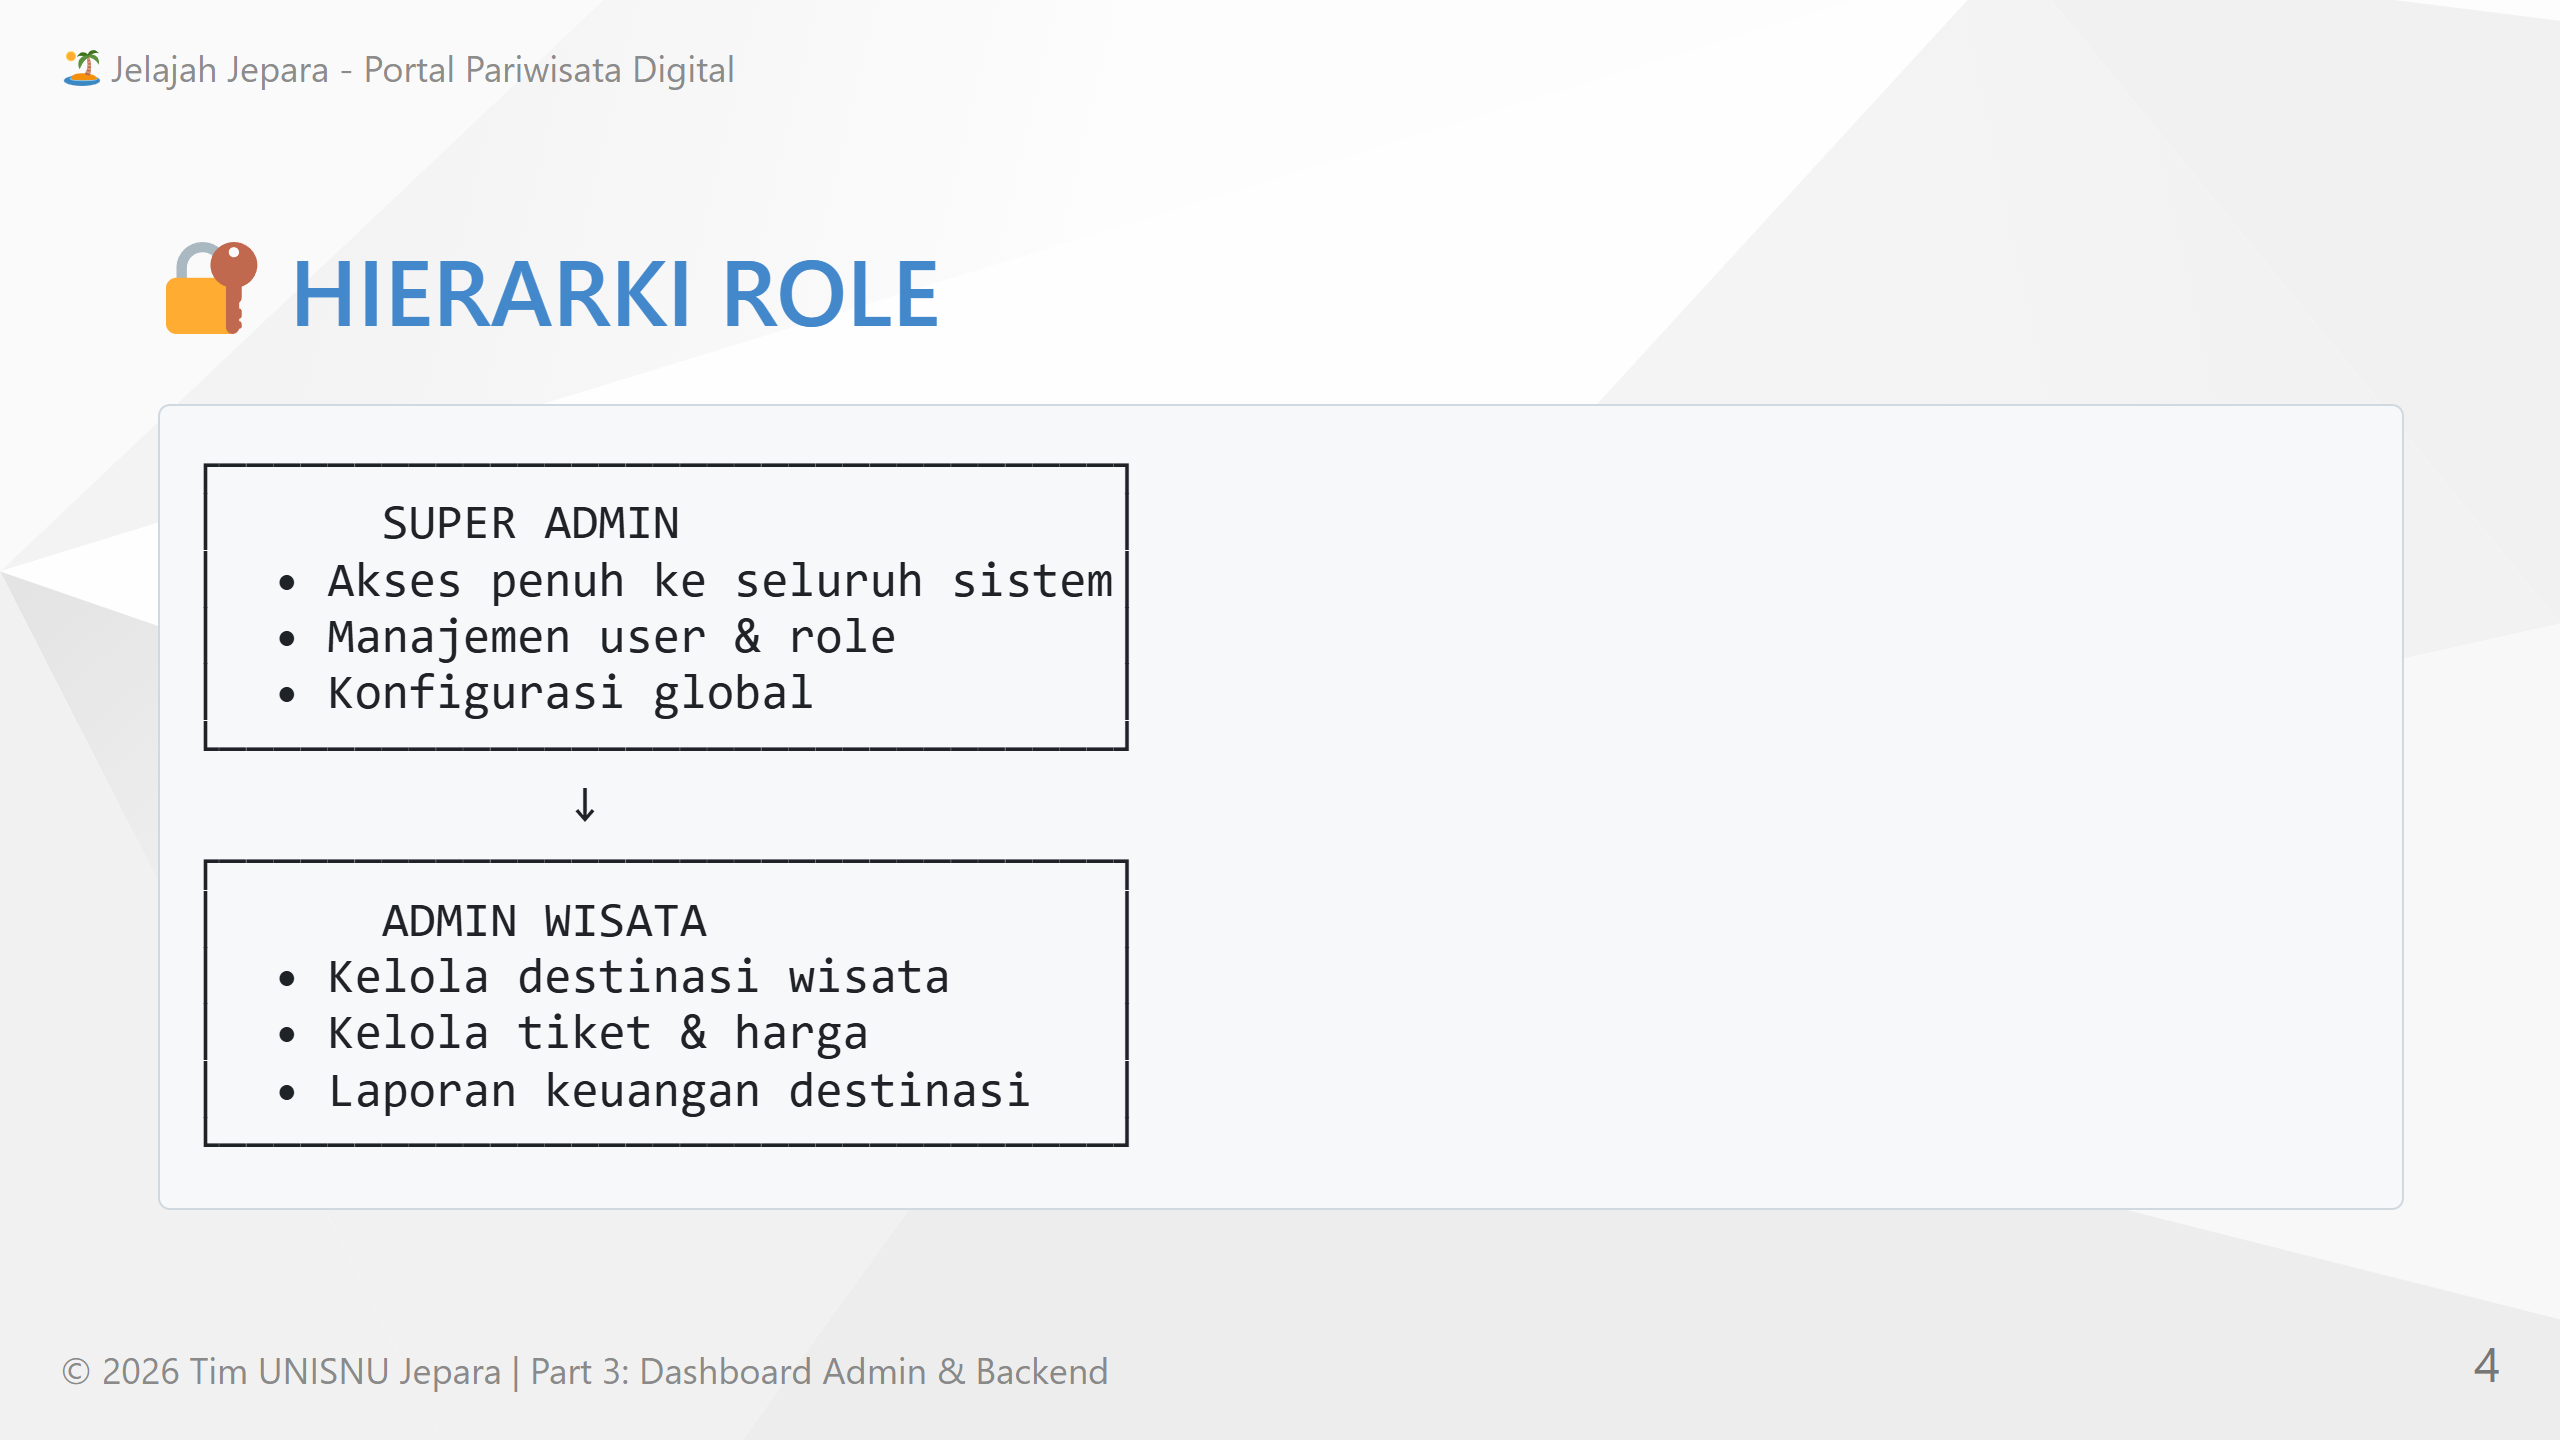 Jelajah Jepara - Portal Pariwisata Digital
HIERARKI ROLE
SUPER ADMIN
• Akses penuh ke seluruh sistem
• Manajemen user & role
• Konfigurasi global
↓
ADMIN WISATA
• Kelola destinasi wisata
• Kelola tiket & harga
• Laporan keuangan destinasi
© 2026 Tim UNISNU Jepara | Part 3: Dashboard Admin & Backend
4